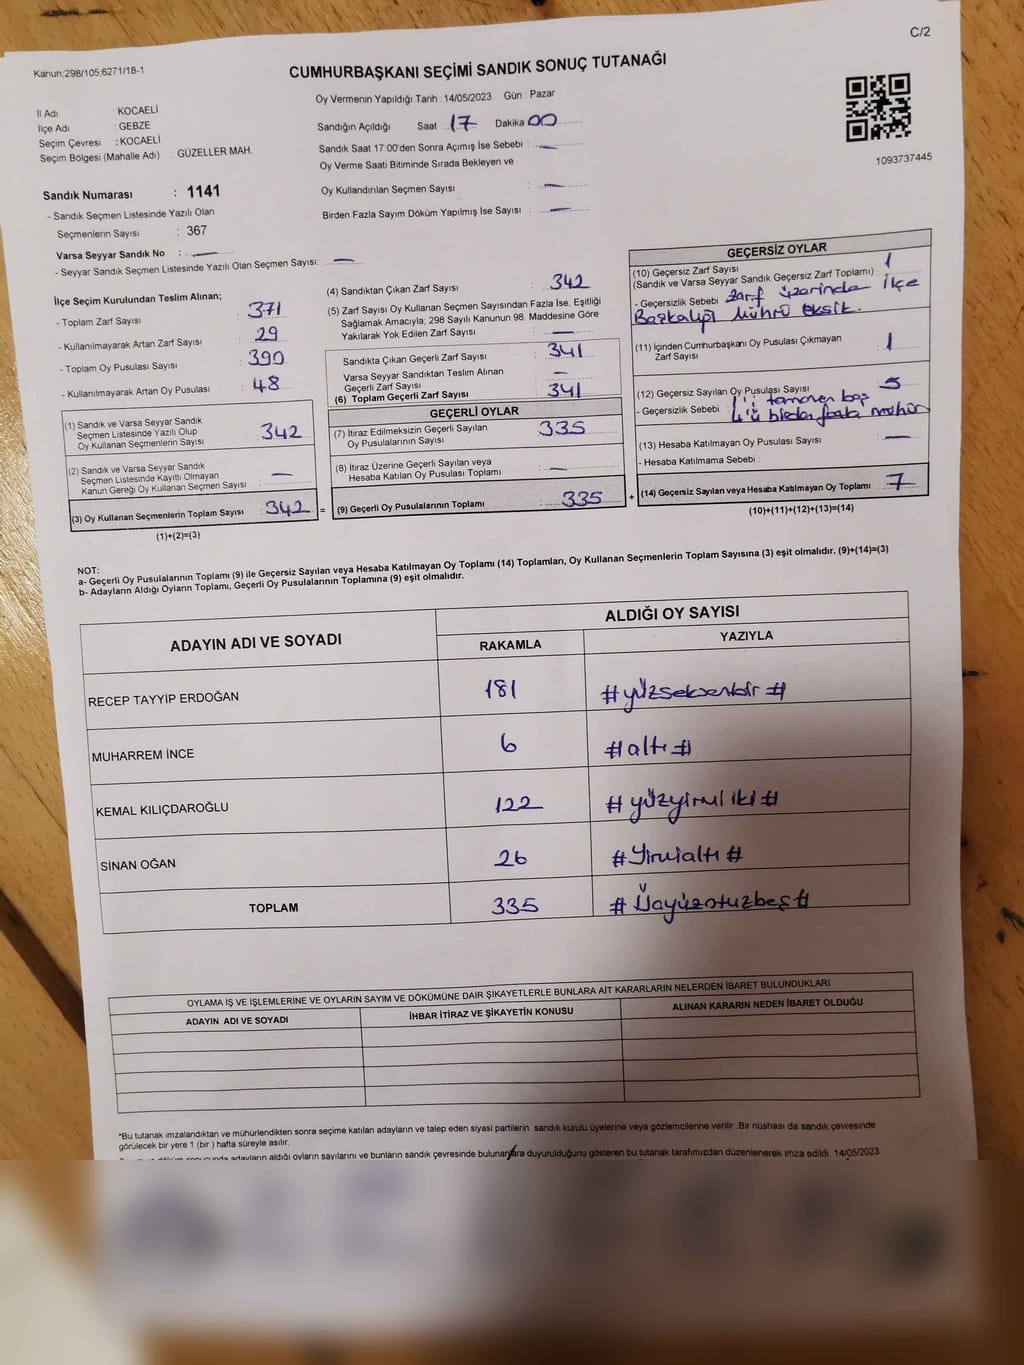 C/2
Kanun:298/105;6271/18-1
CUMHURBAŞKANI SEÇİMİ SANDIK SONUÇ TUTANAĞI
İl Adı : KOCAELİ
İlçe Adı : GEBZE
Seçim Çevresi : KOCAELİ
Seçim Bölgesi (Mahalle Adı) : GÜZELLER MAH.
Oy Vermenin Yapıldığı Tarih : 14/05/2023 Gün : Pazar
Sandığın Açıldığı Saat 17 Dakika 00
Sandık Saat 17:00'den Sonra Açımış İse Sebebi : —
Oy Verme Saati Bitiminde Sırada Bekleyen ve
Oy Kullandırılan Seçmen Sayısı : —
Birden Fazla Sayım Döküm Yapılmış İse Sayısı : —
1093737445
Sandık Numarası : 1141
- Sandık Seçmen Listesinde Yazılı Olan
Seçmenlerin Sayısı : 367
Varsa Seyyar Sandık No : —
- Seyyar Sandık Seçmen Listesinde Yazılı Olan Seçmen Sayısı: —
İlçe Seçim Kurulundan Teslim Alınan;
- Toplam Zarf Sayısı : 371
- Kullanılmayarak Artan Zarf Sayısı : 29
- Toplam Oy Pusulası Sayısı : 390
- Kullanılmayarak Artan Oy Pusulası : 48
(1) Sandık ve Varsa Seyyar Sandık
Seçmen Listesinde Yazılı Olup
Oy Kullanan Seçmenlerin Sayısı : 342
(2) Sandık ve Varsa Seyyar Sandık
Seçmen Listesinde Kayıtlı Olmayan
Kanun Gereği Oy Kullanan Seçmen Sayısı : —
(3) Oy Kullanan Seçmenlerin Toplam Sayısı : 342 =
(1)+(2)=(3)
(4) Sandıktan Çıkan Zarf Sayısı : 342
(5) Zarf Sayısı Oy Kullanan Seçmen Sayısından Fazla İse, Eşitliği
Sağlamak Amacıyla; 298 Sayılı Kanunun 98. Maddesine Göre
Yakılarak Yok Edilen Zarf Sayısı : —
Sandıkta Çıkan Geçerli Zarf Sayısı : 341
Varsa Seyyar Sandıktan Teslim Alınan
Geçerli Zarf Sayısı : —
(6) Toplam Geçerli Zarf Sayısı : 341
GEÇERLİ OYLAR
(7) İtiraz Edilmeksizin Geçerli Sayılan
Oy Pusulalarının Sayısı : 335
(8) İtiraz Üzerine Geçerli Sayılan veya
Hesaba Katılan Oy Pusulası Toplamı : —
(9) Geçerli Oy Pusulalarının Toplamı : 335 +
GEÇERSİZ OYLAR
(10) Geçersiz Zarf Sayısı
(Sandık ve Varsa Seyyar Sandık Geçersiz Zarf Toplamı) : 1
- Geçersizlik Sebebi Zarf üzerinde ilçe
Başkanlığı mührü eksik.
(11) İçinden Cumhurbaşkanı Oy Pusulası Çıkmayan
Zarf Sayısı : 1
(12) Geçersiz Sayılan Oy Pusulası Sayısı : 5
- Geçersizlik Sebebi : 1'i tamamen boş
4'ü birden fazla mühür
(13) Hesaba Katılmayan Oy Pusulası Sayısı : —
- Hesaba Katılmama Sebebi :
(14) Geçersiz Sayılan veya Hesaba Katılmayan Oy Toplamı : 7
(10)+(11)+(12)+(13)=(14)
NOT:
a- Geçerli Oy Pusulalarının Toplamı (9) ile Geçersiz Sayılan veya Hesaba Katılmayan Oy Toplamı (14) Toplamları, Oy Kullanan Seçmenlerin Toplam Sayısına (3) eşit olmalıdır. (9)+(14)=(3)
b- Adayların Aldığı Oyların Toplamı, Geçerli Oy Pusulalarının Toplamına (9) eşit olmalıdır.
ADAYIN ADI VE SOYADI
ALDIĞI OY SAYISI
RAKAMLA YAZIYLA
RECEP TAYYİP ERDOĞAN 181 #yüzseksenbir#
MUHARREM İNCE 6 #altı#
KEMAL KILIÇDAROĞLU 122 #yüzyirmi iki#
SİNAN OĞAN 26 #Yirmialtı#
TOPLAM 335 #Üçyüzotuzbeş#
OYLAMA İŞ VE İŞLEMLERİNE VE OYLARIN SAYIM VE DÖKÜMÜNE DAİR ŞİKAYETLERLE BUNLARA AİT KARARLARIN NELERDEN İBARET BULUNDUKLARI
ADAYIN ADI VE SOYADI İHBAR İTİRAZ VE ŞİKAYETİN KONUSU ALINAN KARARIN NEDEN İBARET OLDUĞU
*Bu tutanak imzalandıktan ve mühürlendikten sonra seçime katılan adayların ve talep eden siyasi partilerin sandık kurulu üyelerine veya gözlemcilerine verilir. Bir nüshası da sandık çevresinde
görülecek bir yere 1 (bir ) hafta süreyle asılır.
adayların aldığı oyların sayılarını ve bunların sandık çevresinde bulunanlara duyurulduğunu gösteren bu tutanak tarafımızdan düzenlenerek imza edildi. 14/05/2023